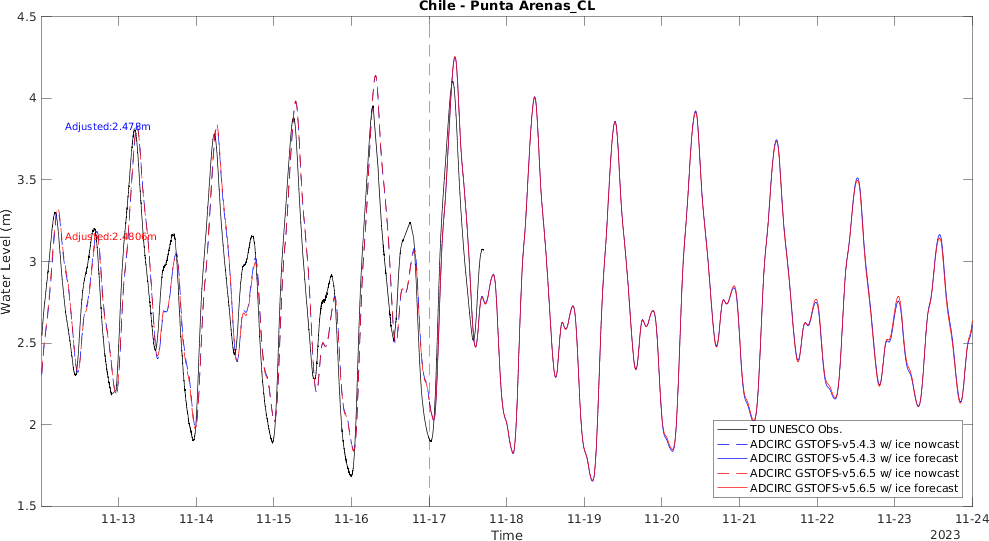 Chile - Punta Arenas_CL
4.5
4
3.5
3
2.5
2
1.5
Water Level (m)
Adjusted:2.478m
Adjusted:2.4806m
TD UNESCO Obs.
ADCIRC GSTOFS-v5.4.3 w/ ice nowcast
ADCIRC GSTOFS-v5.4.3 w/ ice forecast
ADCIRC GSTOFS-v5.6.5 w/ ice nowcast
ADCIRC GSTOFS-v5.6.5 w/ ice forecast
11-13 11-14 11-15 11-16 11-17 11-18 11-19 11-20 11-21 11-22 11-23 11-24
Time
2023